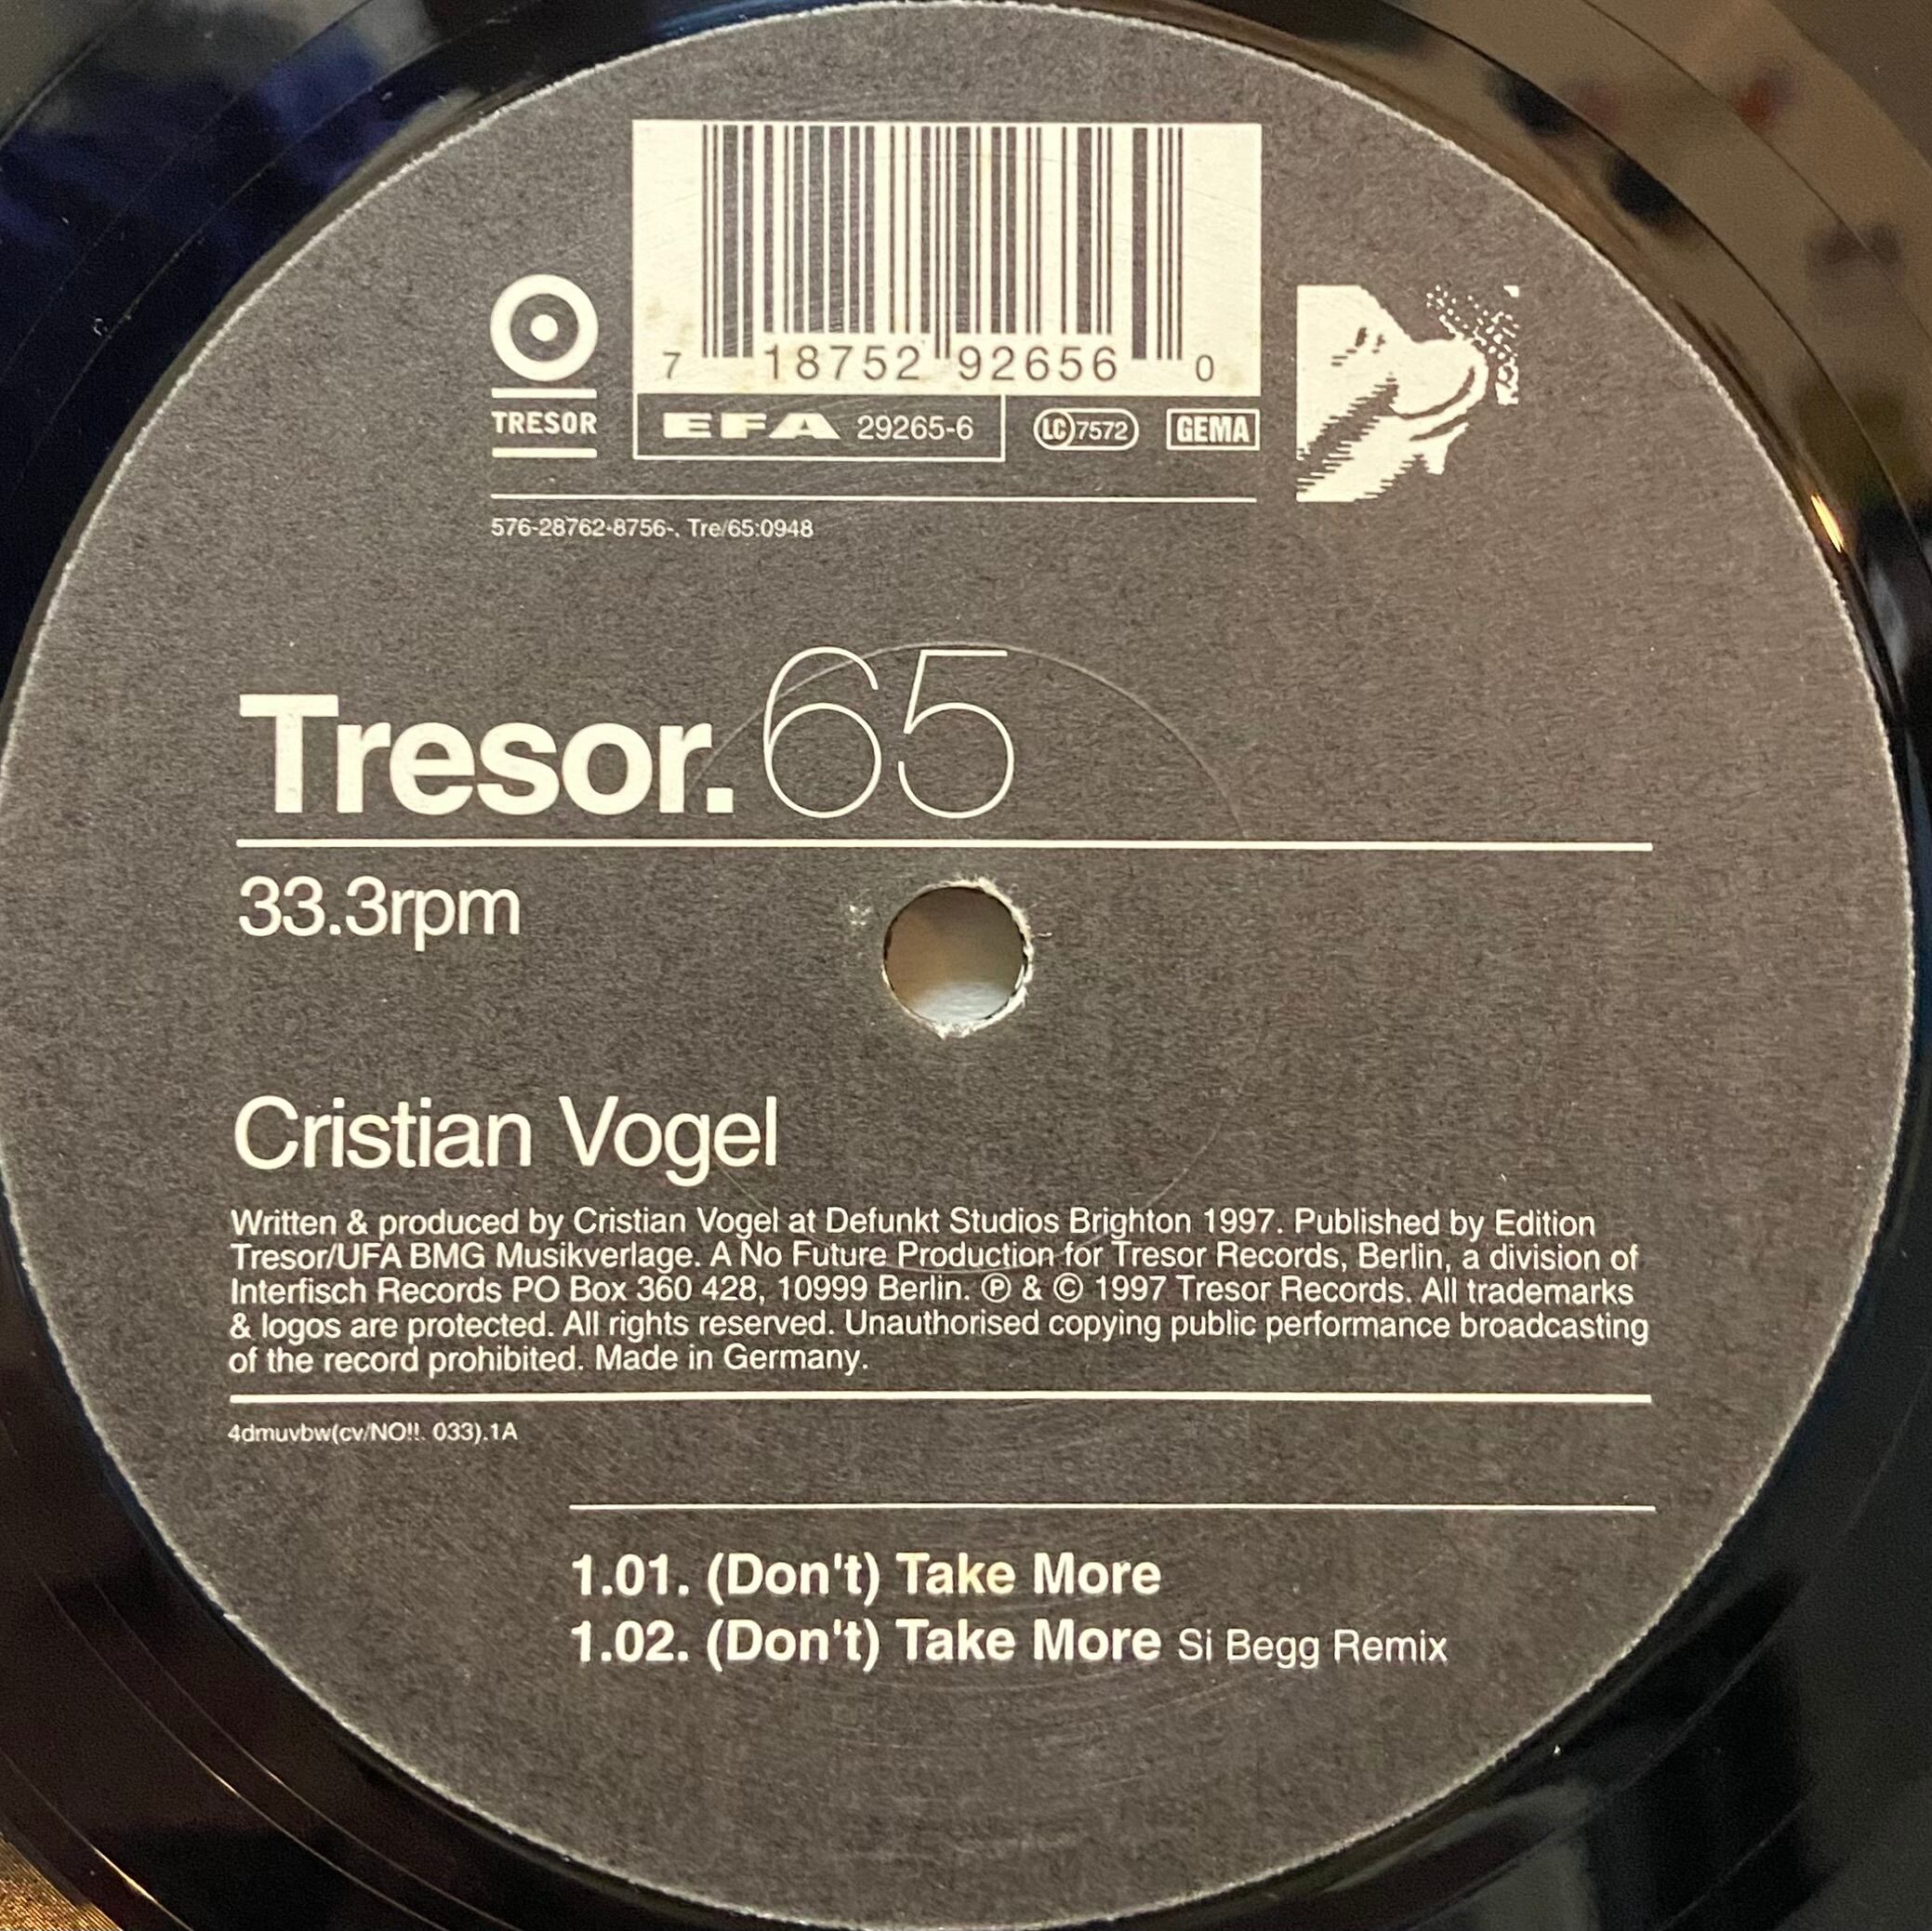 7 18752 92656 0
TRESOR
EFA 29265-6 LC 7572 GEMA
576-28762-8756-. Tre/65:0948
Tresor. 65
33.3rpm
Cristian Vogel
Written & produced by Cristian Vogel at Defunkt Studios Brighton 1997. Published by Edition
Tresor/UFA BMG Musikverlage. A No Future Production for Tresor Records, Berlin, a division of
Interfisch Records PO Box 360 428, 10999 Berlin. ℗ & © 1997 Tresor Records. All trademarks
& logos are protected. All rights reserved. Unauthorised copying public performance broadcasting
of the record prohibited. Made in Germany.
4dmuvbw(cv/NO!!. 033).1A
1.01. (Don't) Take More
1.02. (Don't) Take More Si Begg Remix